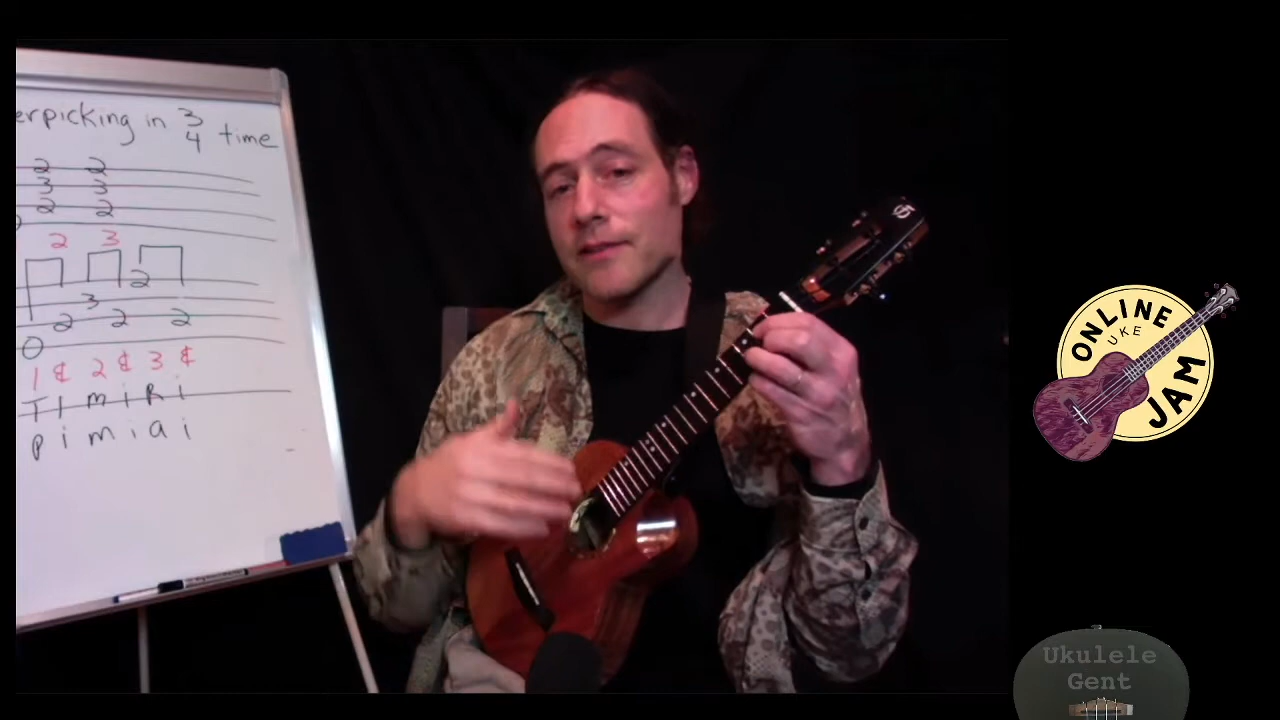 erpicking in 3/4 time
2 2
3 3
2 2
2 3
2
3
2 2 2
0
1 & 2 & 3 &
T I m i R i
p i m i a i
ONLINE
UKE
JAM
Ukulele
Gent